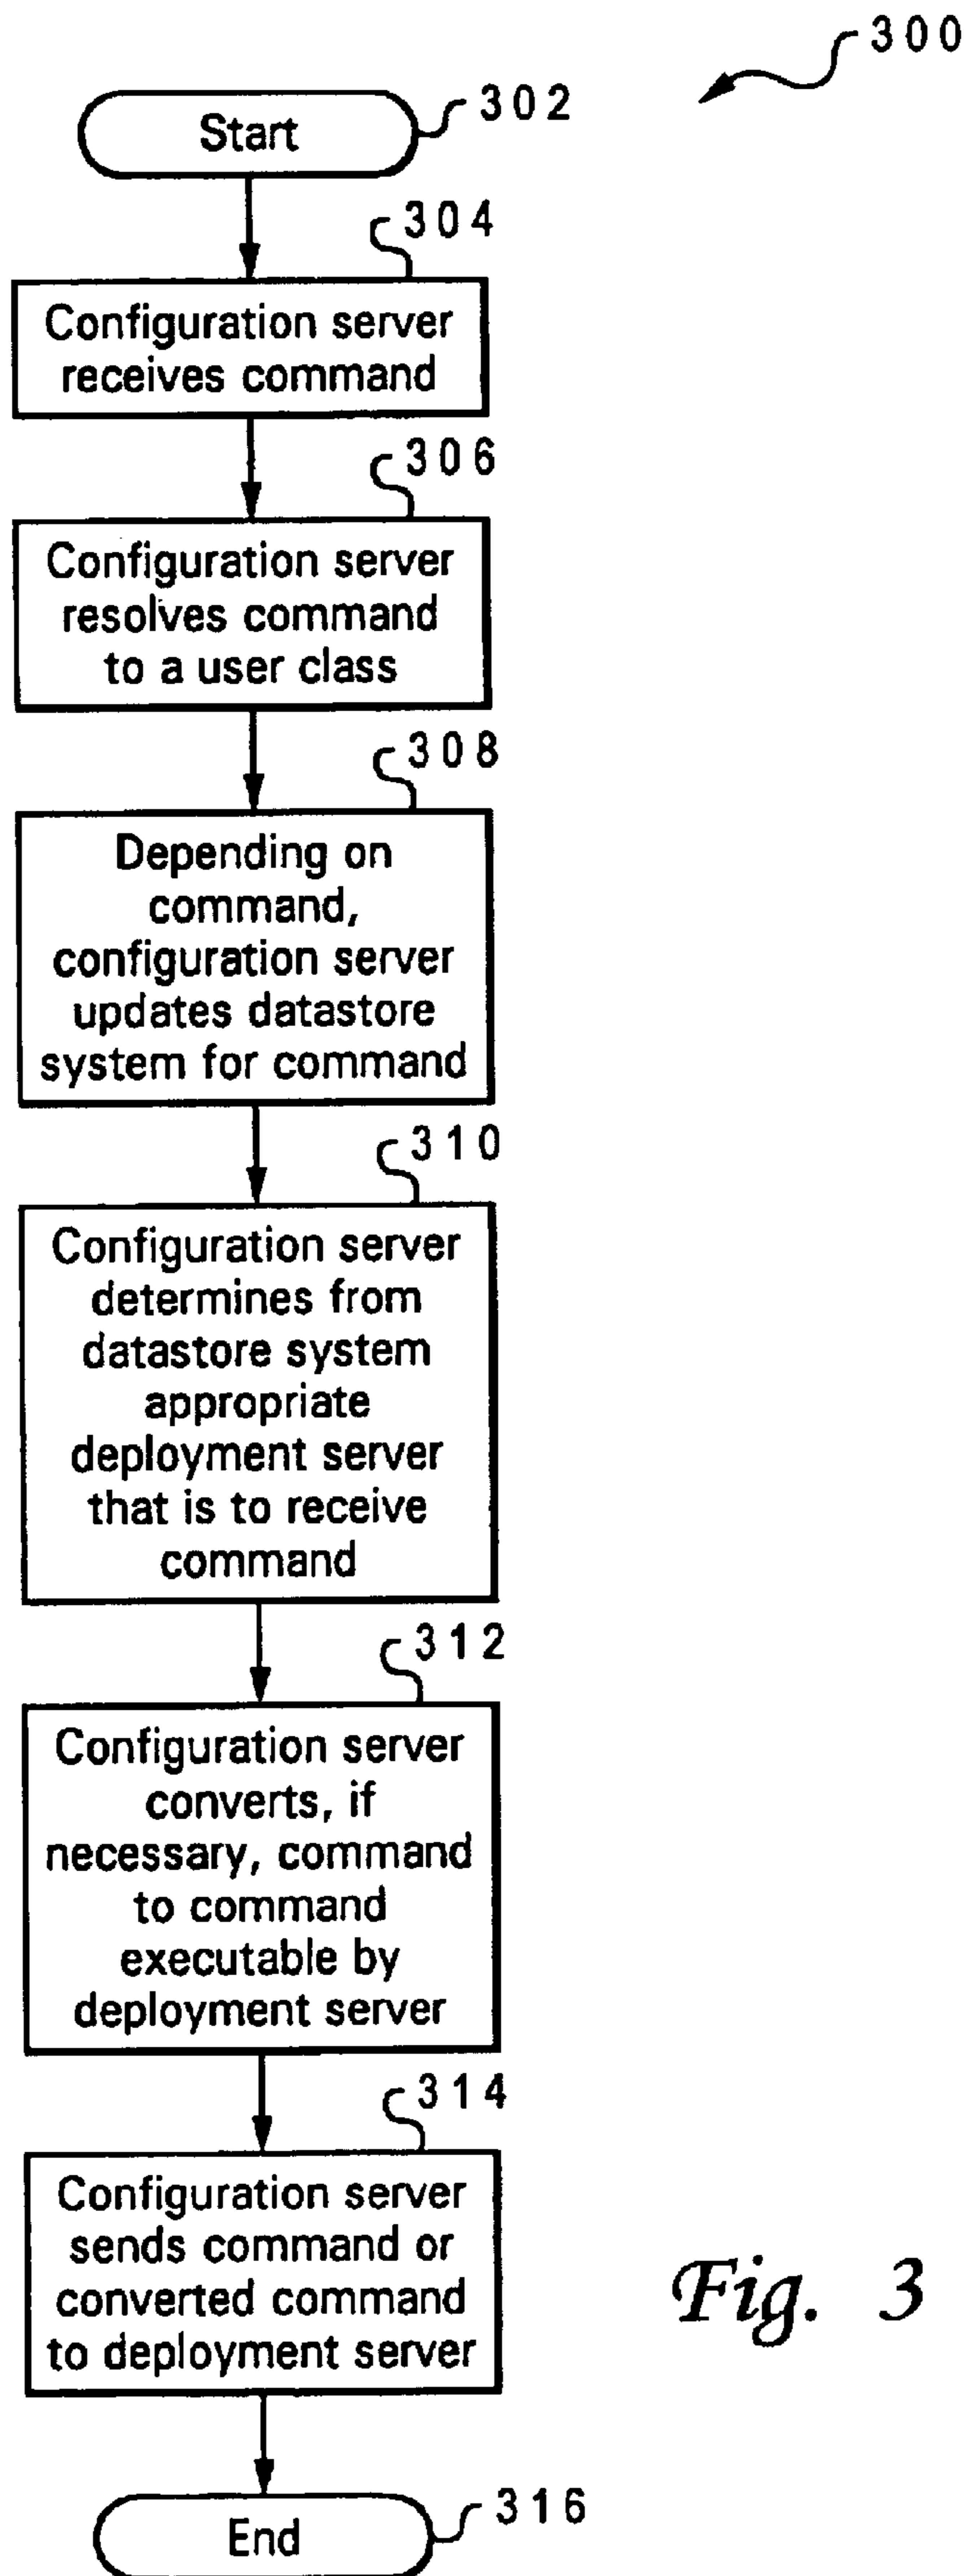 300
302
Start
304
Configuration server
receives command
306
Configuration server
resolves command
to a user class
308
Depending on
command,
configuration server
updates datastore
system for command
310
Configuration server
determines from
datastore system
appropriate
deployment server
that is to receive
command
312
Configuration server
converts, if
necessary, command
to command
executable by
deployment server
314
Configuration server
sends command or
converted command
to deployment server
Fig. 3
316
End